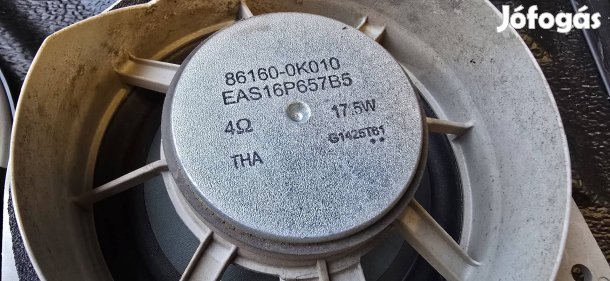 Jófogás
86160-0K010
EAS16P657B5
4Ω 17.5W
THA G1425T61